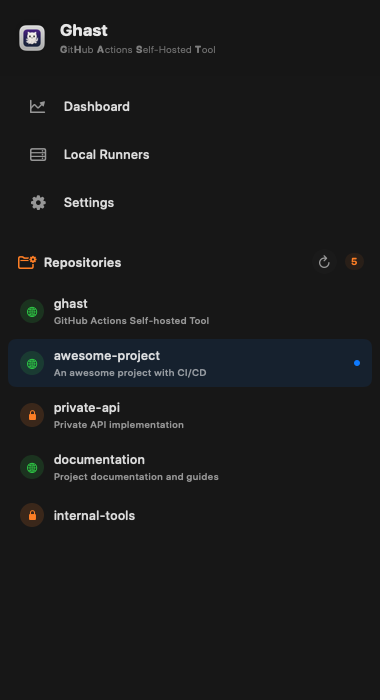 Ghast
GitHub Actions Self-Hosted Tool
Dashboard
Local Runners
Settings
Repositories
5
ghast
GitHub Actions Self-hosted Tool
awesome-project
An awesome project with CI/CD
private-api
Private API implementation
documentation
Project documentation and guides
internal-tools